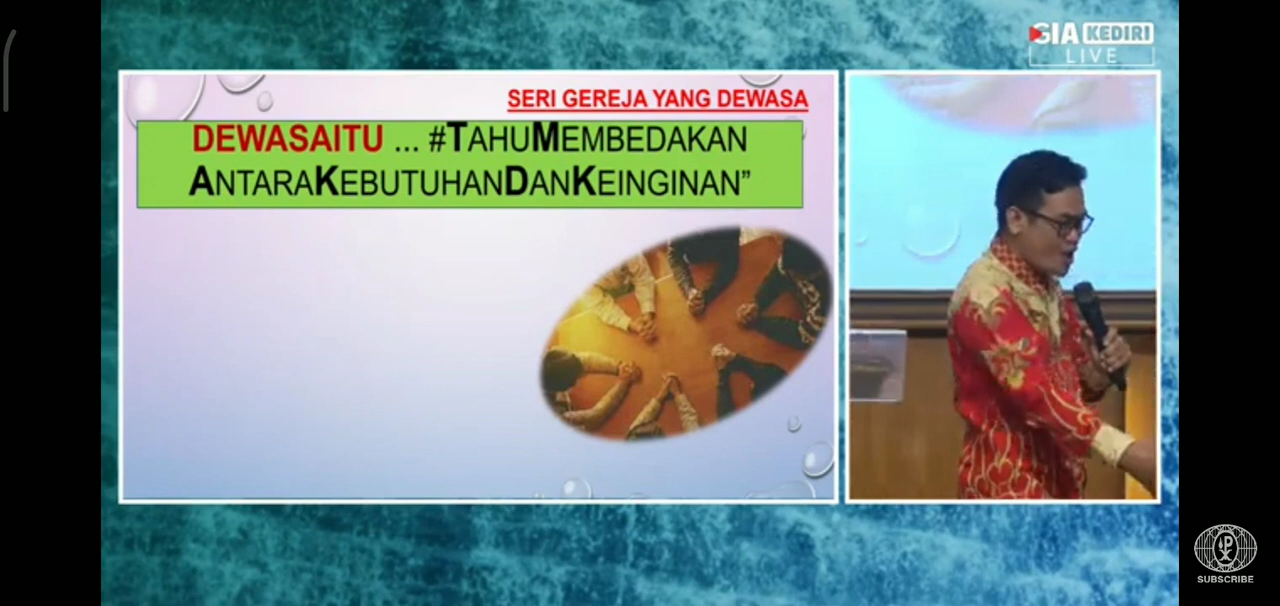 GIA KEDIRI
LIVE
SERI GEREJA YANG DEWASA
DEWASAITU ... #TAHUMEMBEDAKAN
ANTARAKEBUTUHANDANKEINGINAN”
SUBSCRIBE